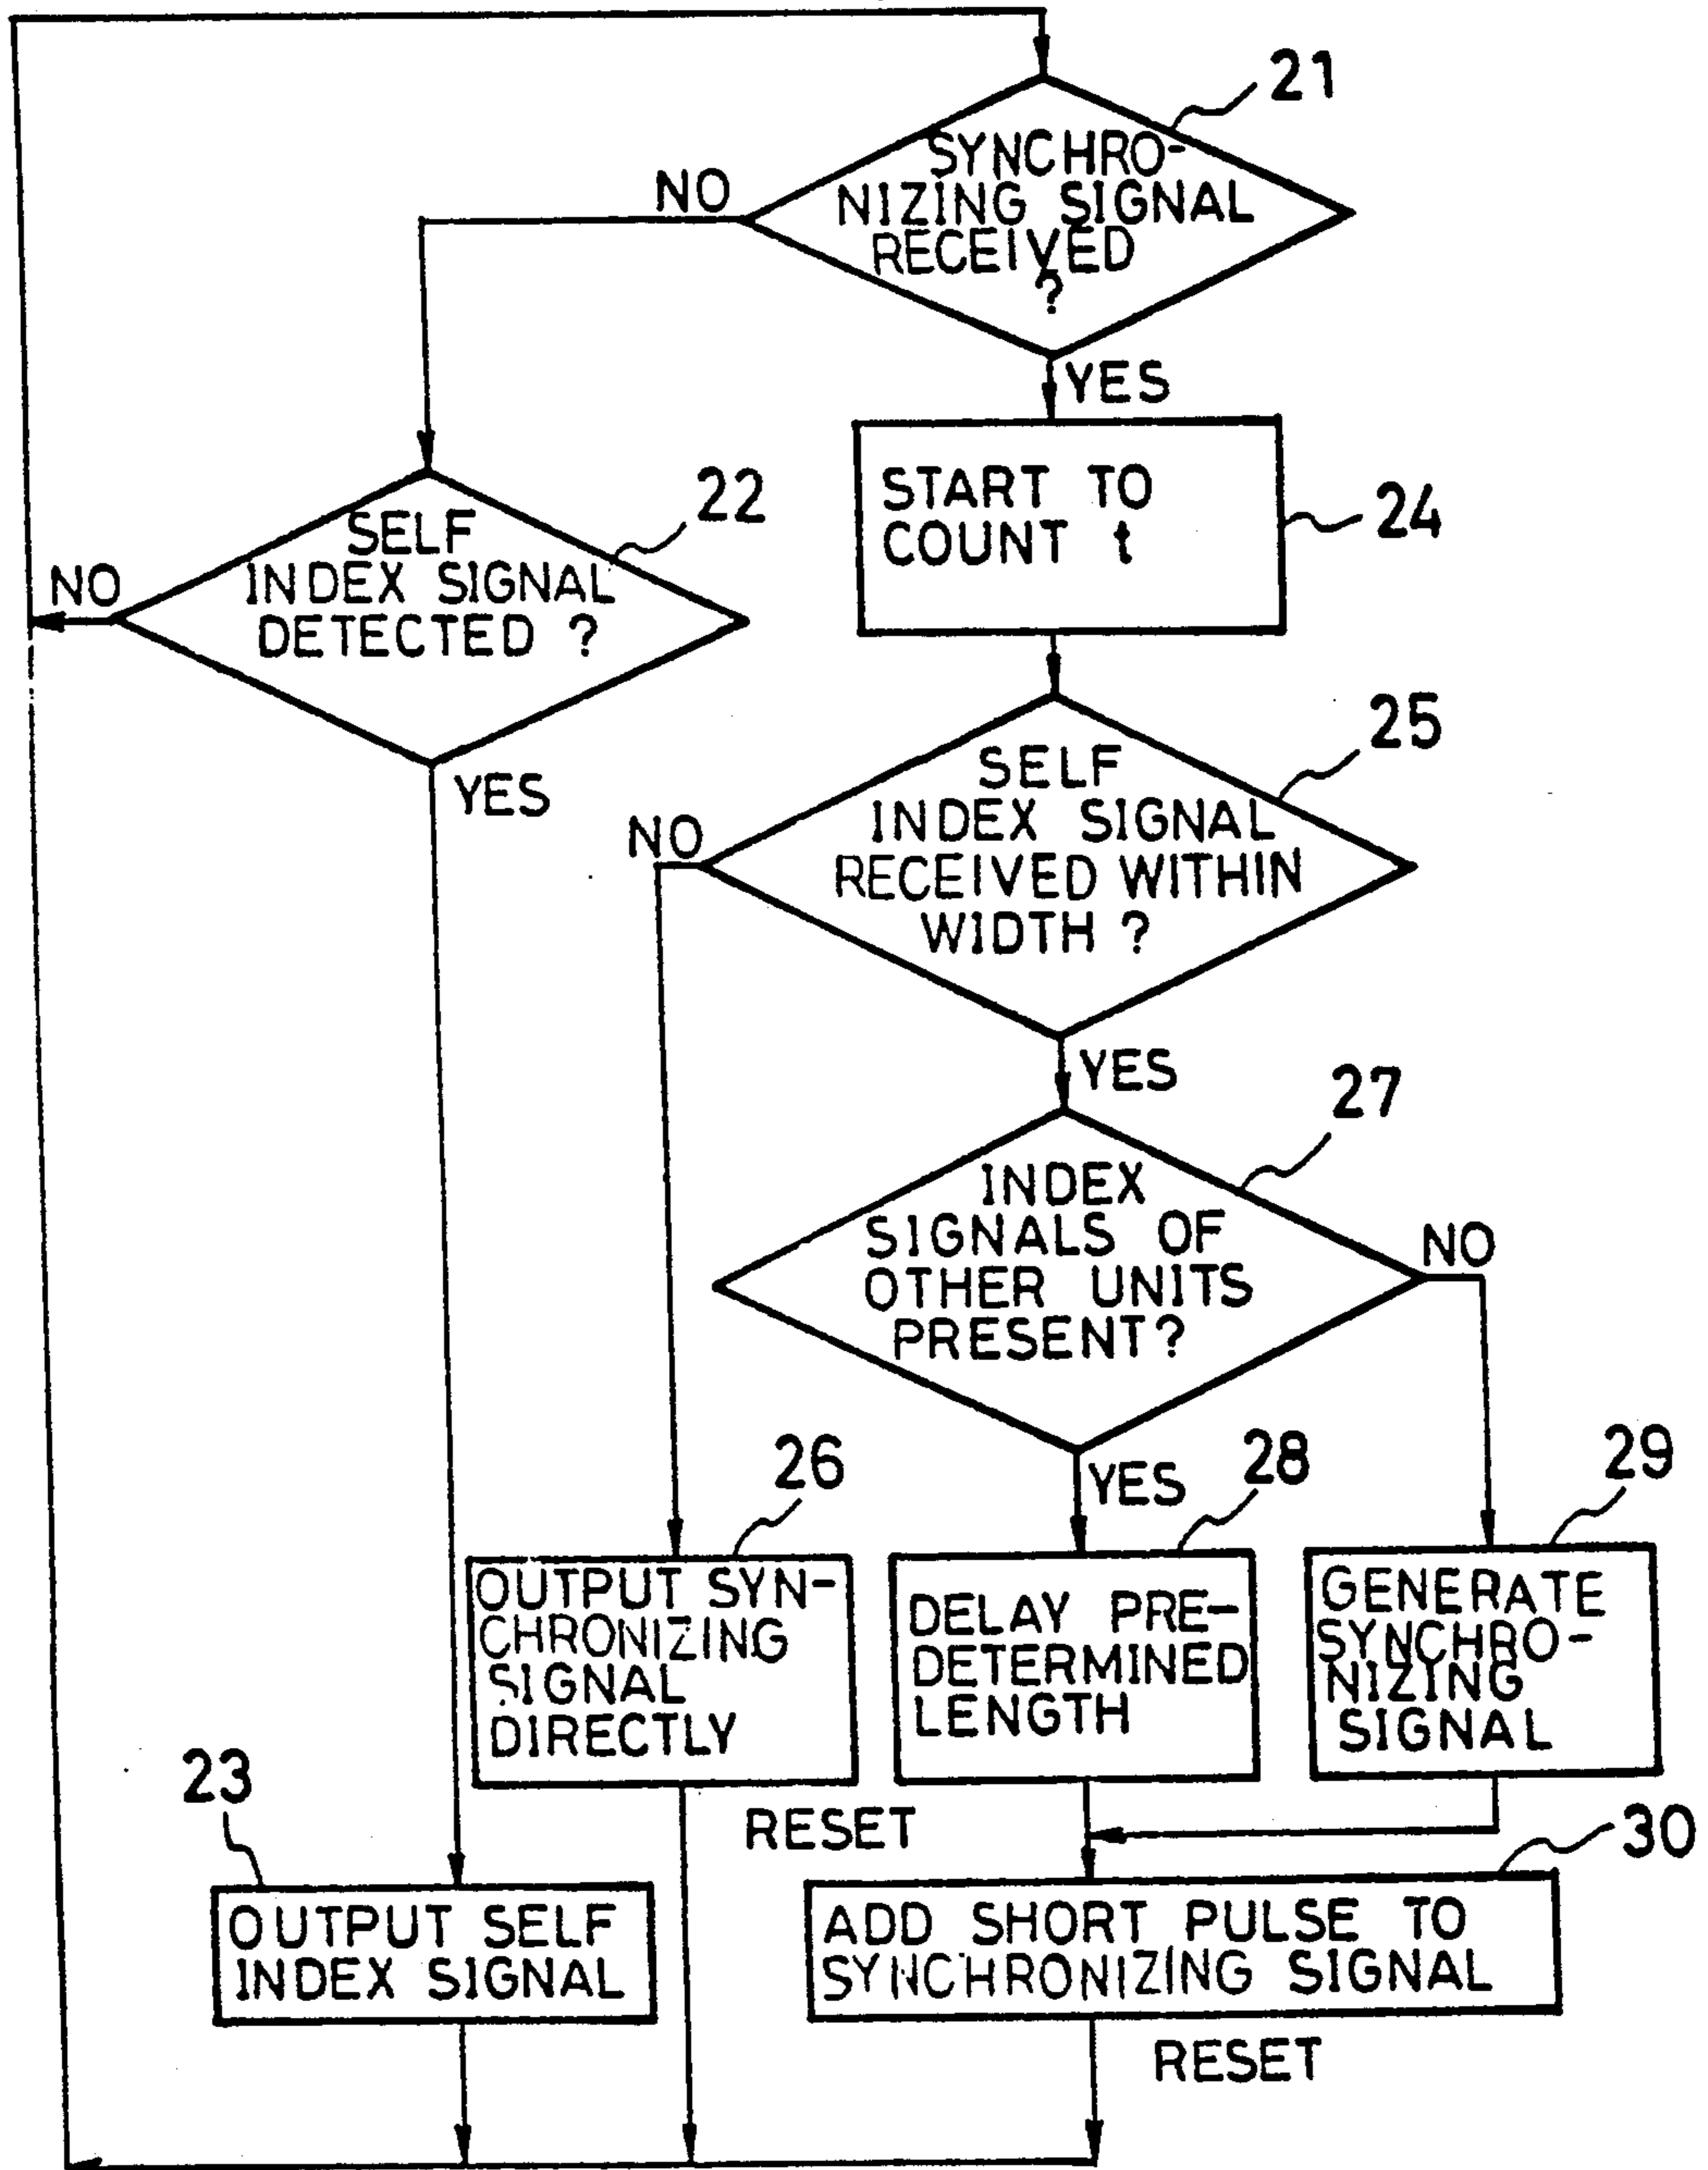 21
SYNCHRO-
NIZING SIGNAL
RECEIVED
?
NO
YES
START TO
COUNT t
24
22
SELF
INDEX SIGNAL
DETECTED ?
NO
YES
25
SELF
INDEX SIGNAL
RECEIVED WITHIN
WIDTH ?
NO
YES
27
INDEX
SIGNALS OF
OTHER UNITS
PRESENT?
NO
YES
26
OUTPUT SYN-
CHRONIZING
SIGNAL
DIRECTLY
28
DELAY PRE-
DETERMINED
LENGTH
29
GENERATE
SYNCHRO-
NIZING
SIGNAL
RESET
23
OUTPUT SELF
INDEX SIGNAL
30
ADD SHORT PULSE TO
SYNCHRONIZING SIGNAL
RESET